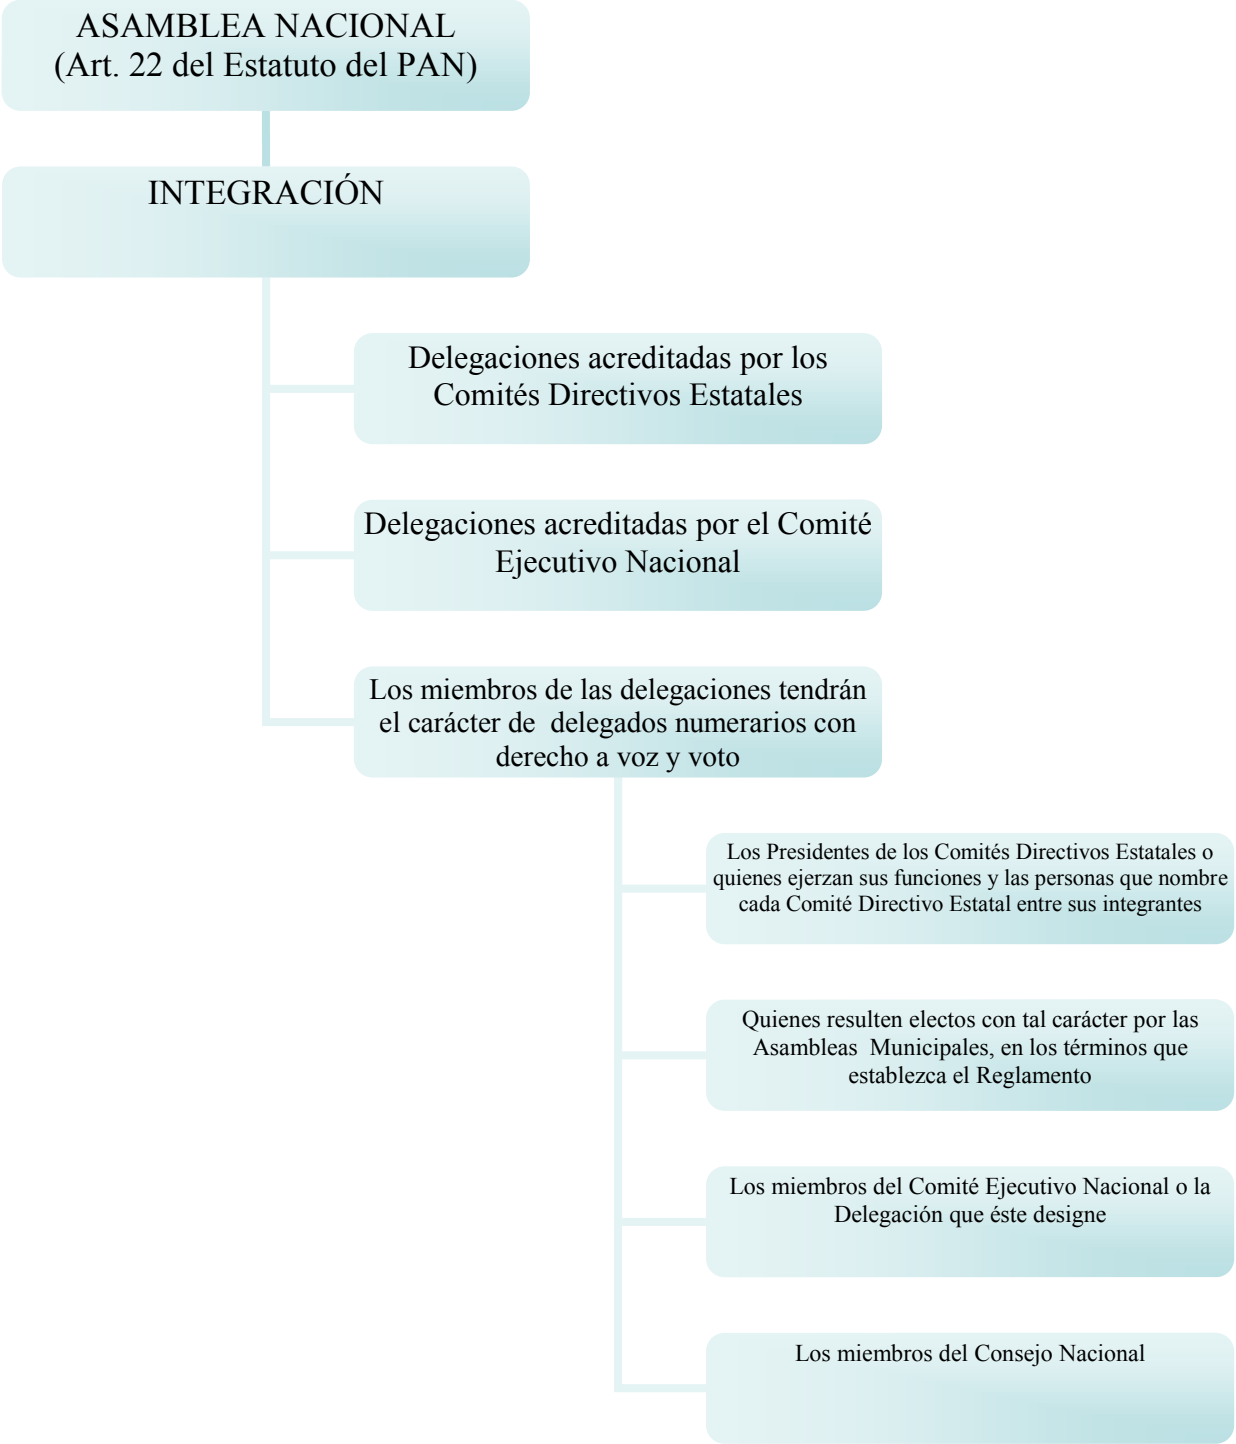 ASAMBLEA NACIONAL
(Art. 22 del Estatuto del PAN)
INTEGRACIÓN
Delegaciones acreditadas por los
Comités Directivos Estatales
Delegaciones acreditadas por el Comité
Ejecutivo Nacional
Los miembros de las delegaciones tendrán
el carácter de delegados numerarios con
derecho a voz y voto
Los Presidentes de los Comités Directivos Estatales o
quienes ejerzan sus funciones y las personas que nombre
cada Comité Directivo Estatal entre sus integrantes
Quienes resulten electos con tal carácter por las
Asambleas Municipales, en los términos que
establezca el Reglamento
Los miembros del Comité Ejecutivo Nacional o la
Delegación que éste designe
Los miembros del Consejo Nacional